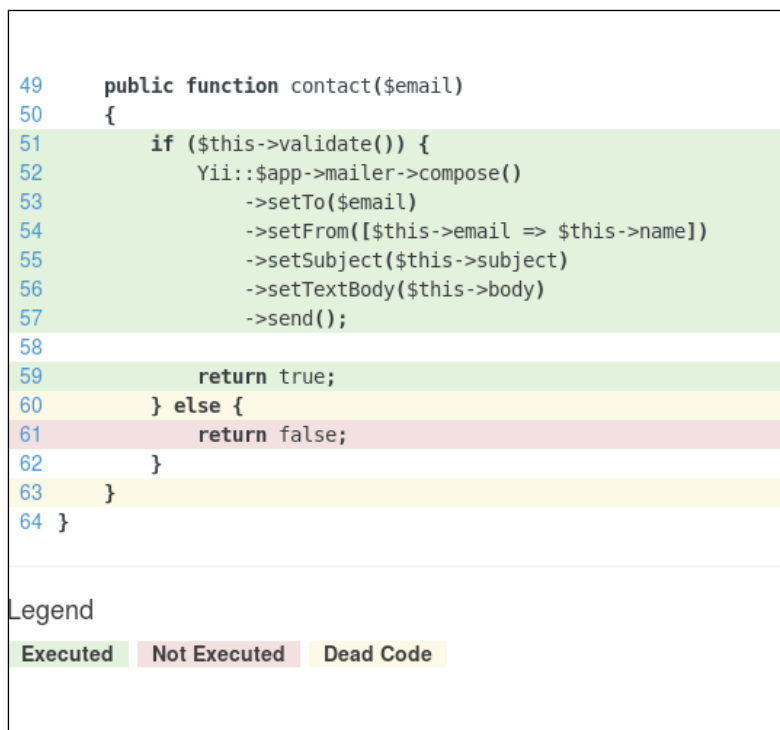 49 public function contact($email)
50 {
51 if ($this->validate()) {
52 Yii::$app->mailer->compose()
53 ->setTo($email)
54 ->setFrom([$this->email => $this->name])
55 ->setSubject($this->subject)
56 ->setTextBody($this->body)
57 ->send();
58
59 return true;
60 } else {
61 return false;
62 }
63 }
64 }
Legend
Executed Not Executed Dead Code